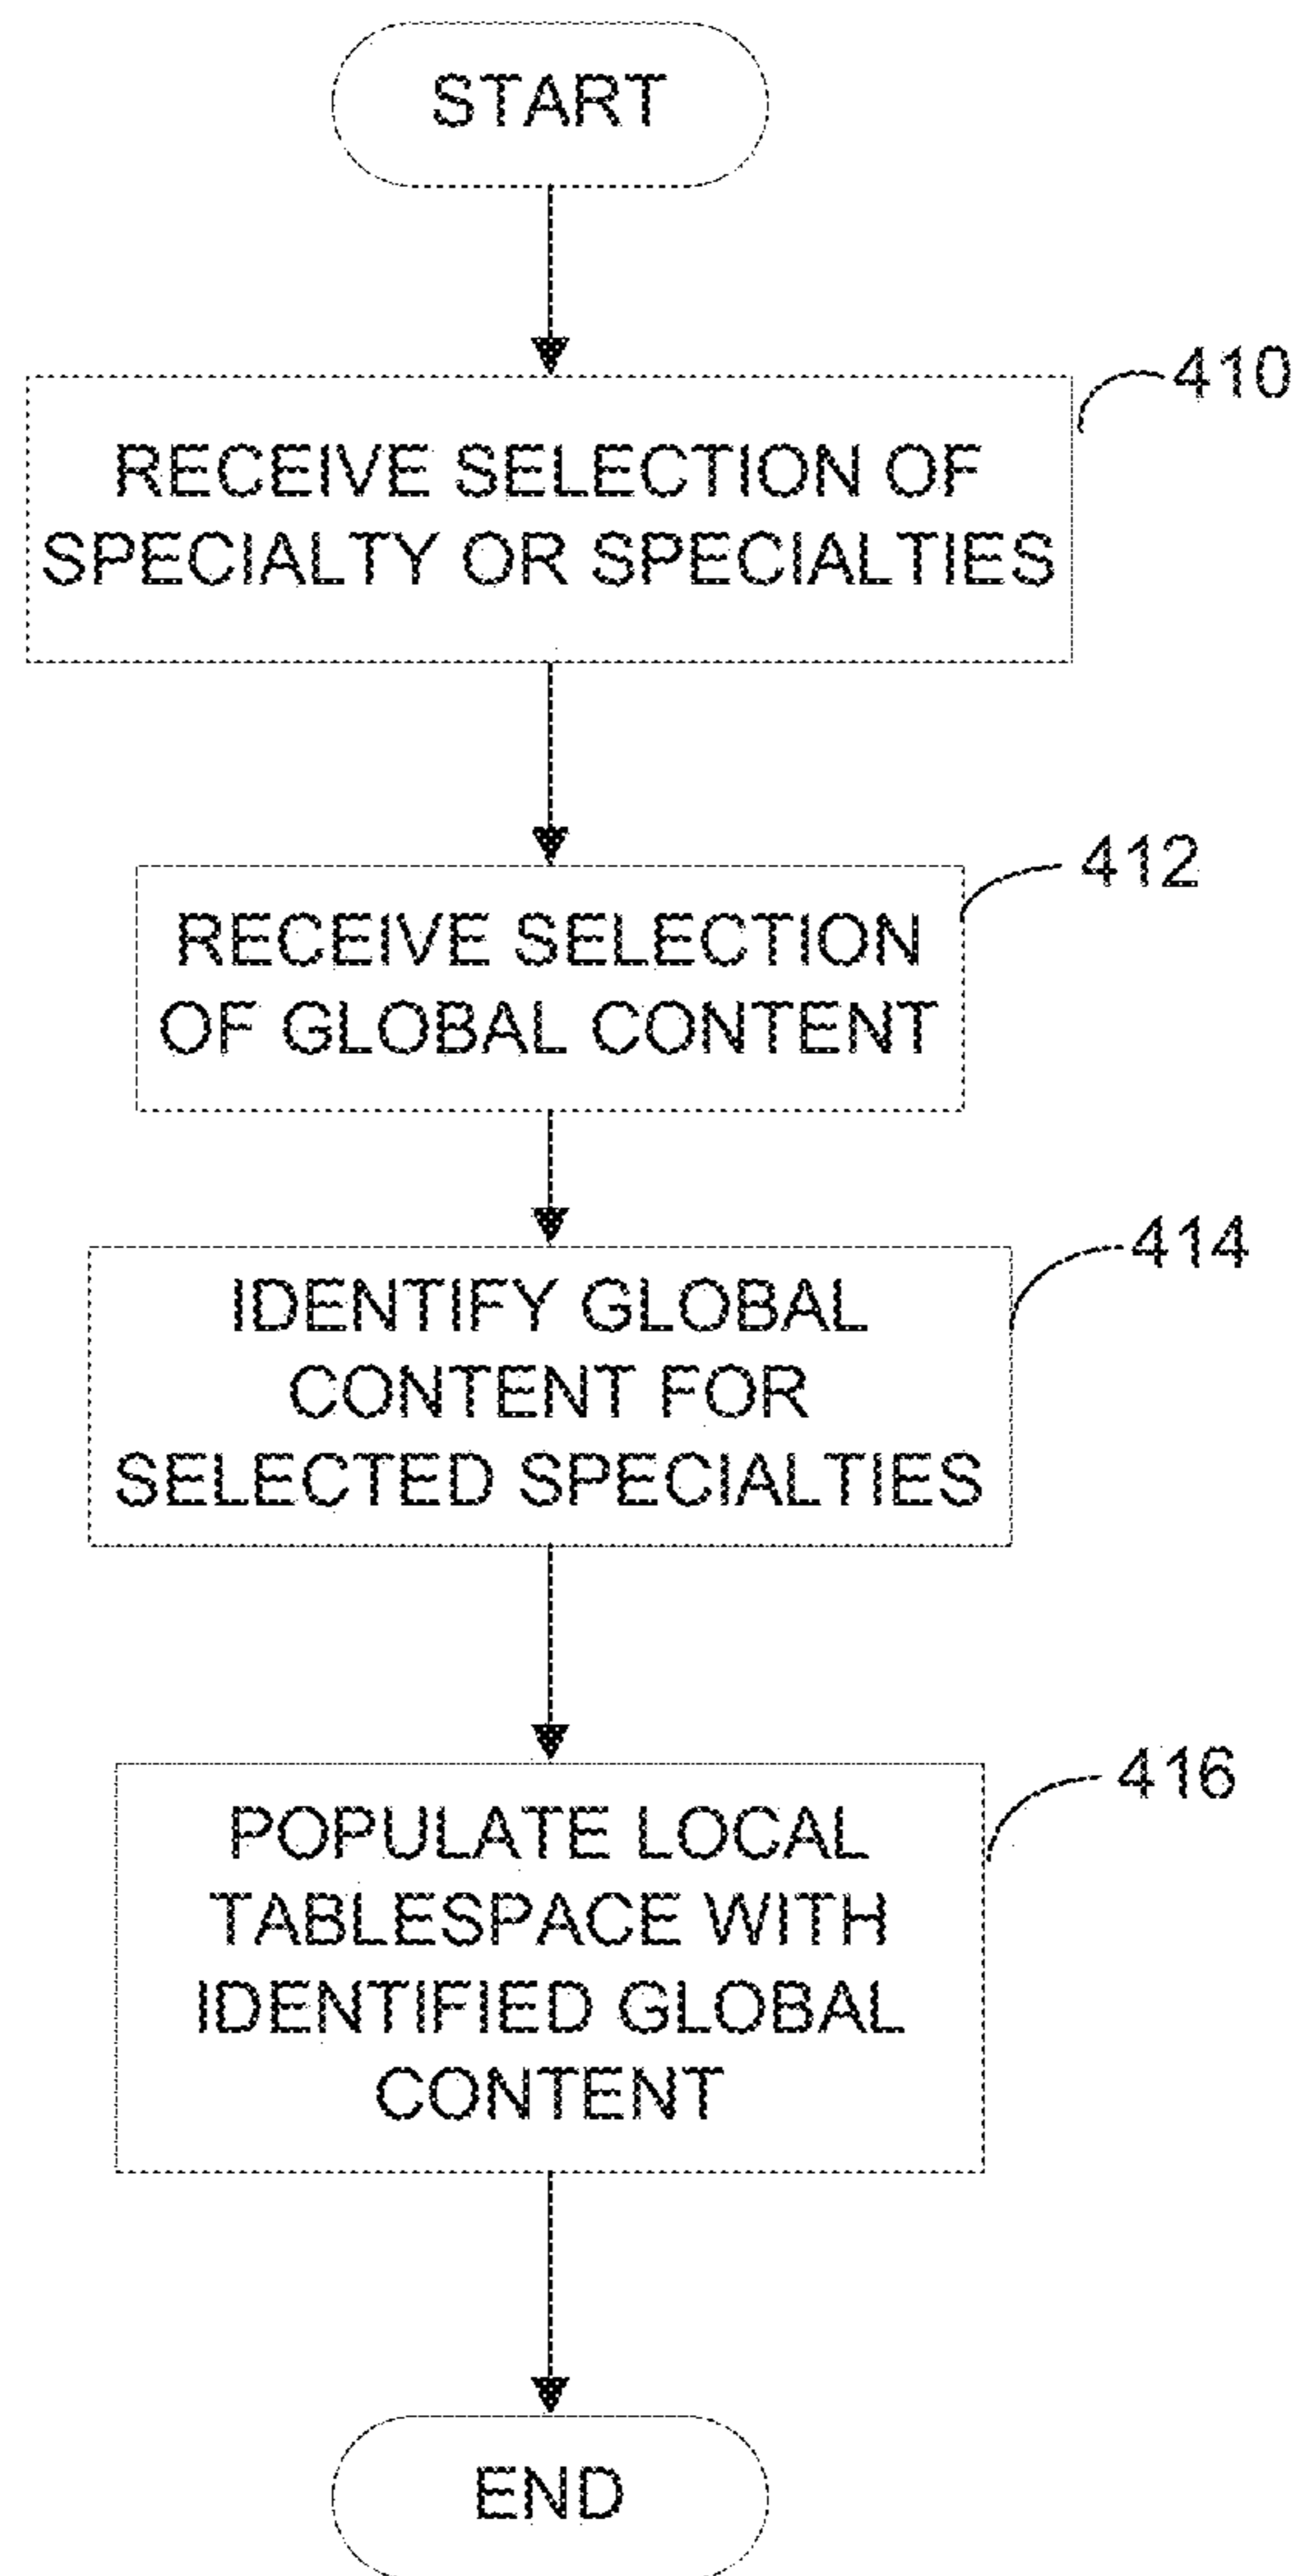 START
410
RECEIVE SELECTION OF
SPECIALTY OR SPECIALTIES
412
RECEIVE SELECTION
OF GLOBAL CONTENT
414
IDENTIFY GLOBAL
CONTENT FOR
SELECTED SPECIALTIES
416
POPULATE LOCAL
TABLESPACE WITH
IDENTIFIED GLOBAL
CONTENT
END